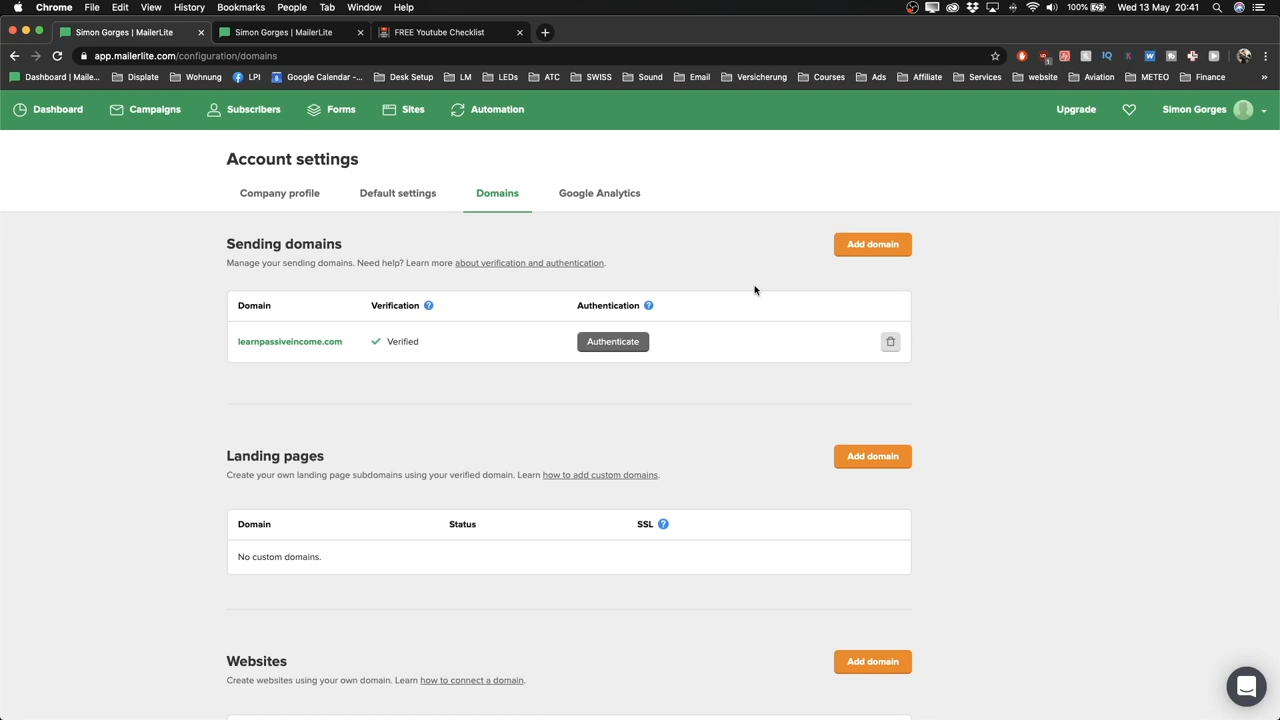 Chrome File Edit View History Bookmarks People Tab Window Help
100% Wed 13 May 20:41
Simon Gorges | MailerLite
Simon Gorges | MailerLite
FREE Youtube Checklist
app.mailerlite.com/configuration/domains
Dashboard | Maile... Displate Wohnung LPI Google Calendar -... Desk Setup LM LEDs ATC SWISS Sound Email Versicherung Courses Ads Affiliate Services website Aviation METEO Finance »
Dashboard Campaigns Subscribers Forms Sites Automation Upgrade Simon Gorges
Account settings
Company profile Default settings Domains Google Analytics
Sending domains
Add domain
Manage your sending domains. Need help? Learn more about verification and authentication.
Domain Verification ? Authentication ?
learnpassiveincome.com Verified Authenticate
Landing pages
Add domain
Create your own landing page subdomains using your verified domain. Learn how to add custom domains.
Domain Status SSL ?
No custom domains.
Websites
Add domain
Create websites using your own domain. Learn how to connect a domain.